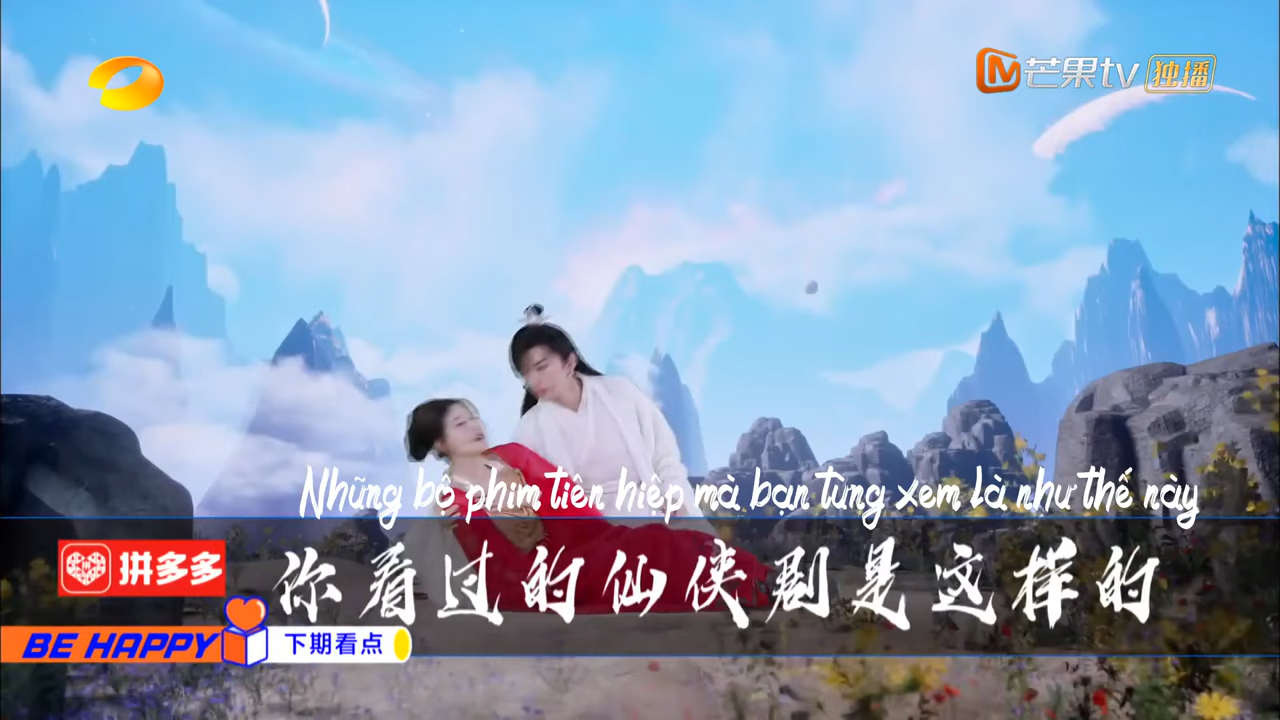 芒果tv 独播
Những bộ phim tiên hiệp mà bạn từng xem là như thế này
拼多多
你看过的仙侠剧是这样的
BE HAPPY
下期看点